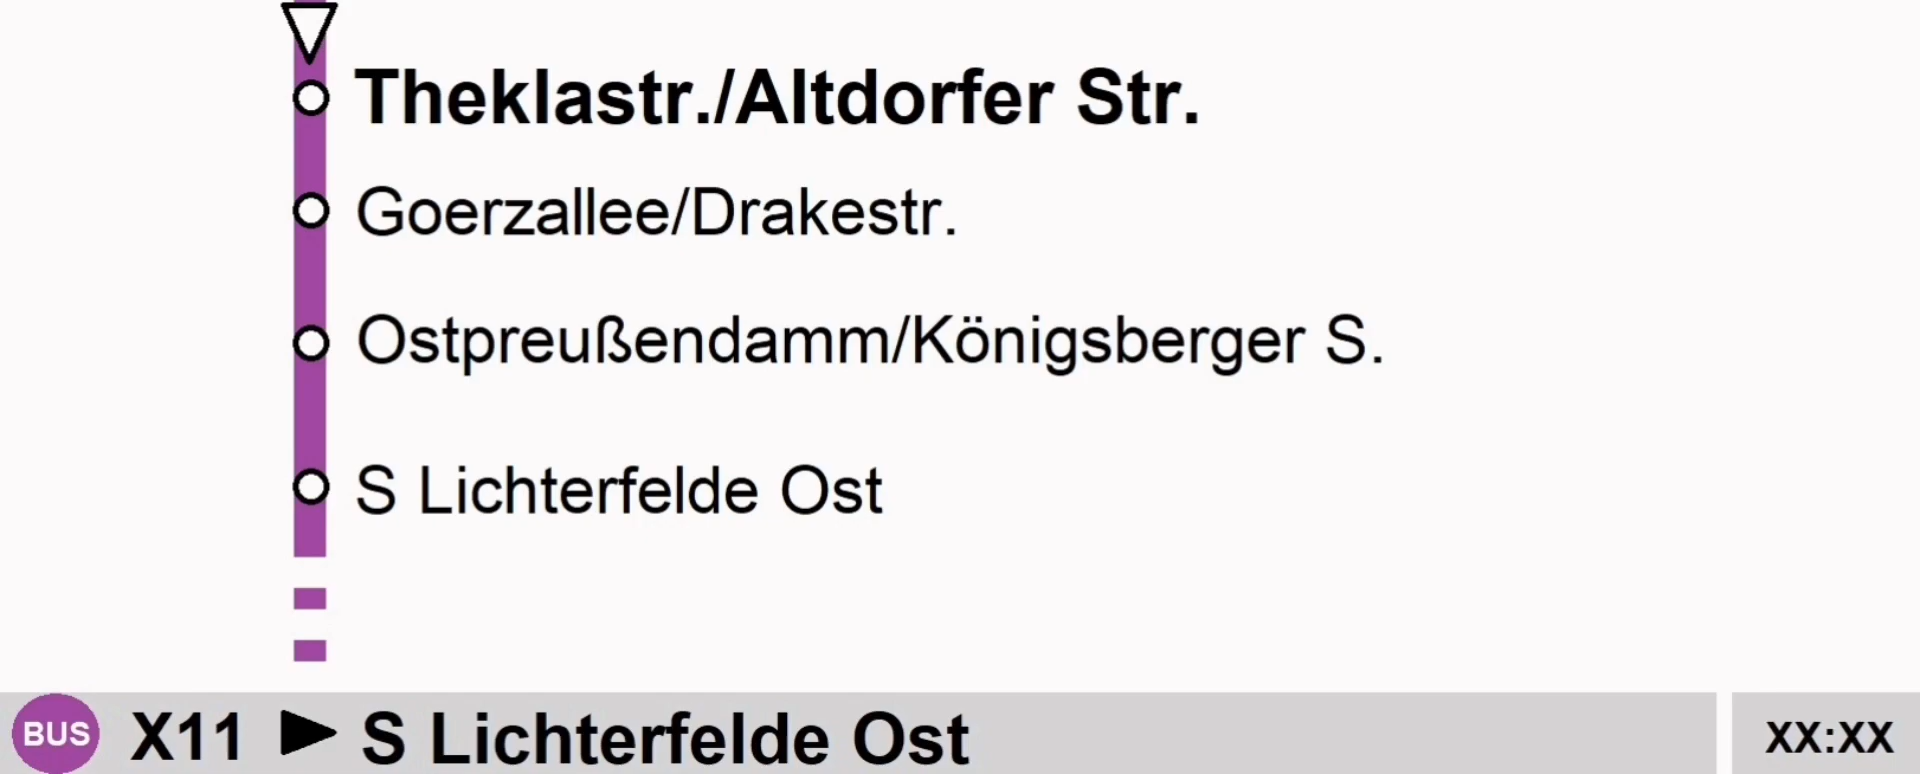 Theklastr./Altdorfer Str.
Goerzallee/Drakestr.
Ostpreußendamm/Königsberger S.
S Lichterfelde Ost
BUS X11 S Lichterfelde Ost XX:XX